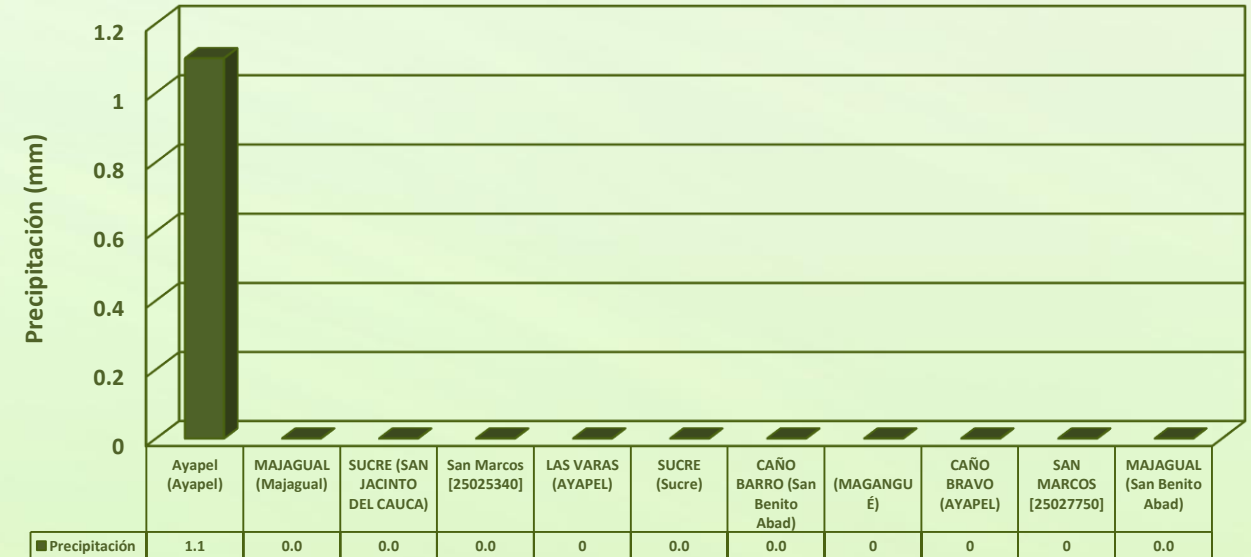 Precipitación (mm)
1.2
1
0.8
0.6
0.4
0.2
0
Ayapel
(Ayapel)
MAJAGUAL
(Majagual)
SUCRE (SAN
JACINTO
DEL CAUCA)
San Marcos
[25025340]
LAS VARAS
(AYAPEL)
SUCRE
(Sucre)
CAÑO
BARRO (San
Benito
Abad)
(MAGANGU
É)
CAÑO
BRAVO
(AYAPEL)
SAN
MARCOS
[25027750]
MAJAGUAL
(San Benito
Abad)
Precipitación 1.1 0.0 0.0 0.0 0 0.0 0.0 0 0 0 0.0